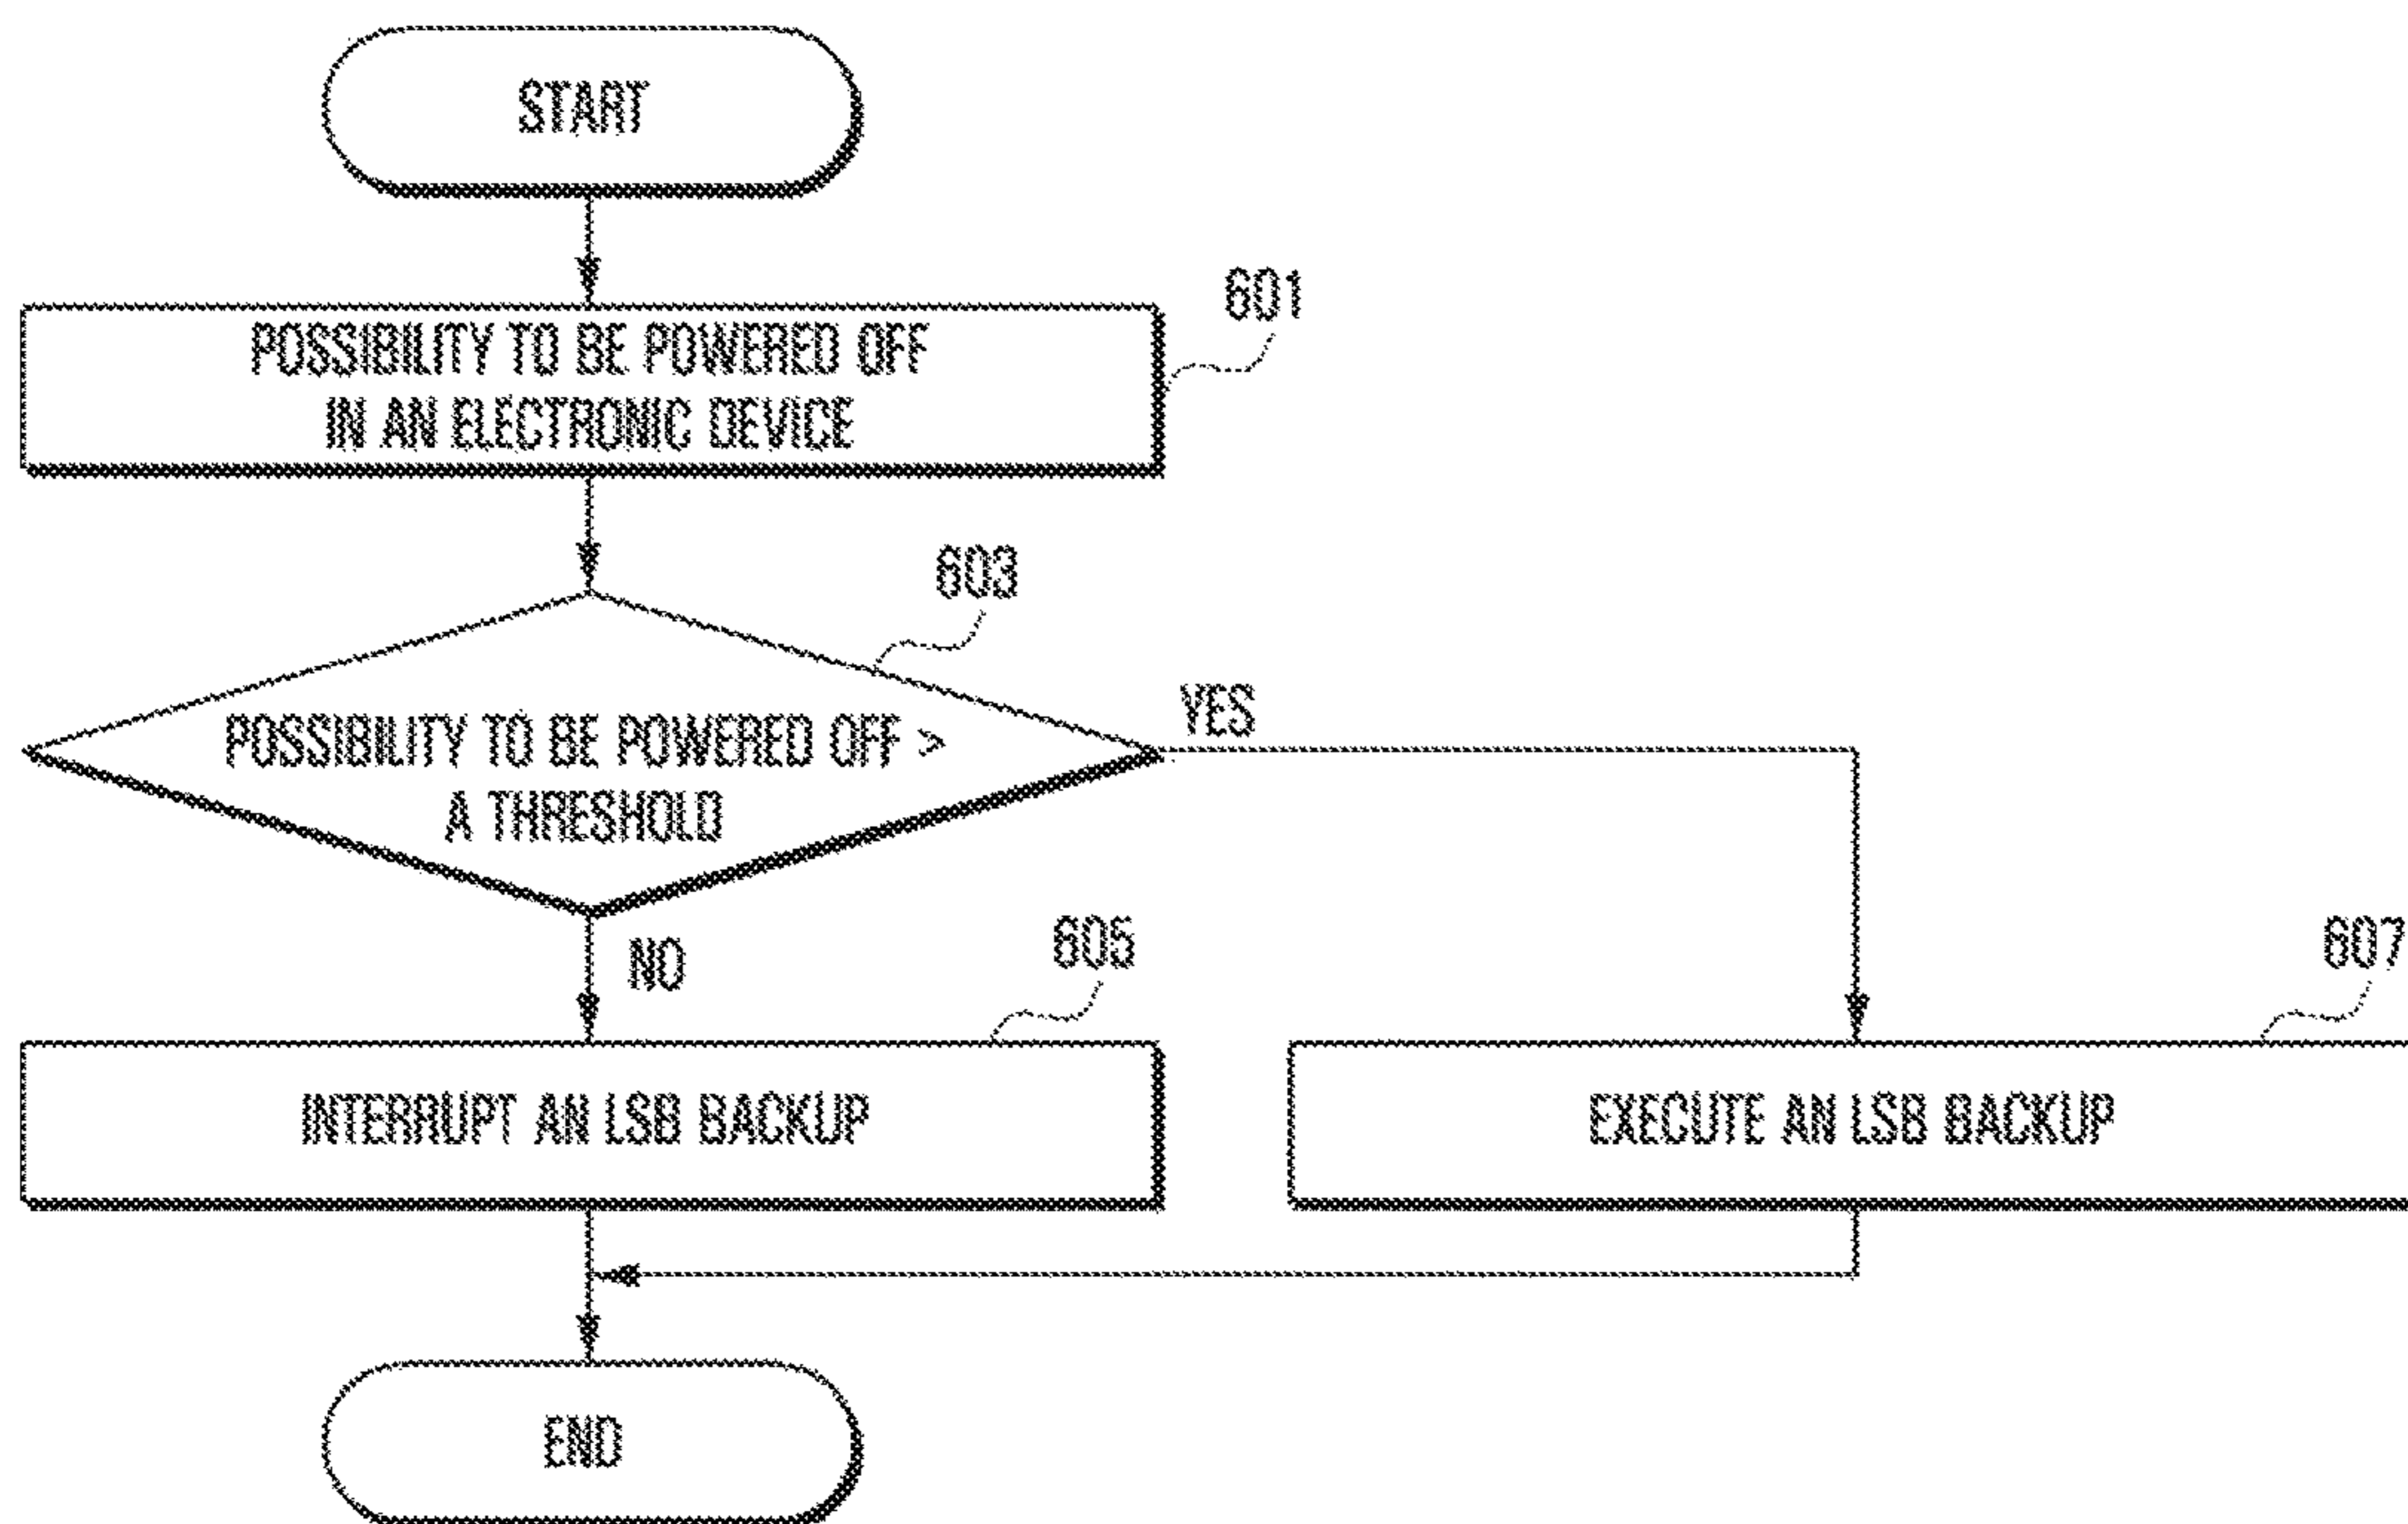 START
601
POSSIBILITY TO BE POWERED OFF
IN AN ELECTRONIC DEVICE
603
YES
POSSIBILITY TO BE POWERED OFF >
A THRESHOLD
NO
605
607
INTERRUPT AN LSB BACKUP
EXECUTE AN LSB BACKUP
END